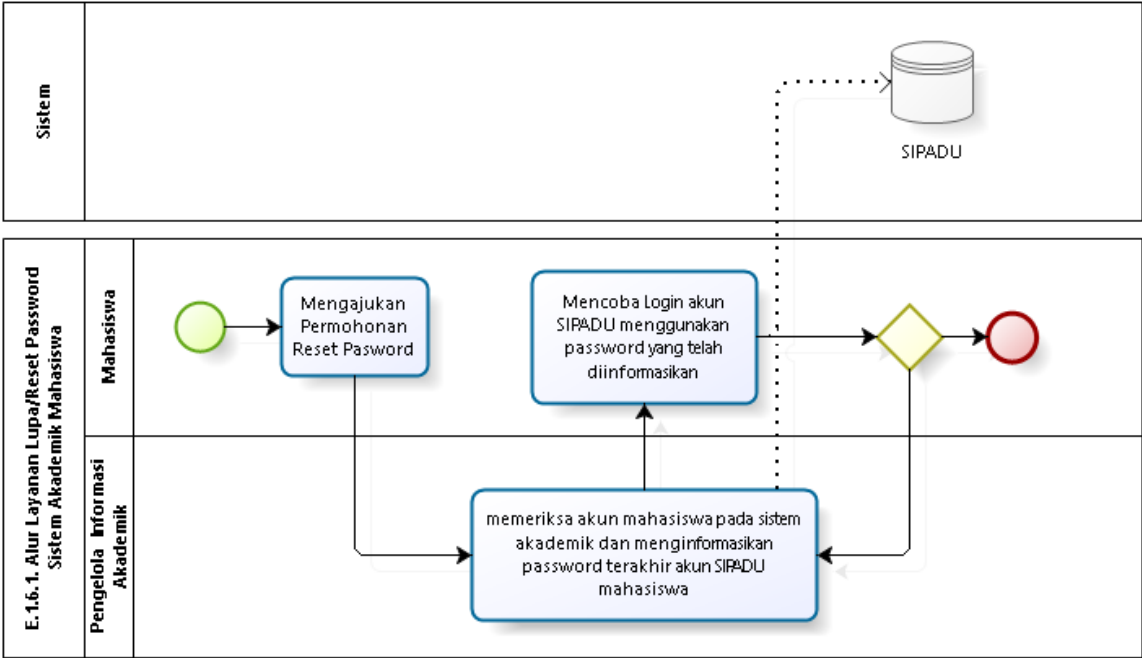 Sistem
SIPADU
E.1.6.1. Alur Layanan Lupa/Reset Password
Sistem Akademik Mahasiswa
Mahasiswa
Mengajukan
Permohonan
Reset Pasword
Mencoba Login akun
SIPADU menggunakan
password yang telah
diinformasikan
Pengelola Informasi
Akademik
memeriksa akun mahasiswa pada sistem
akademik dan menginformasikan
password terakhir akun SIPADU
mahasiswa